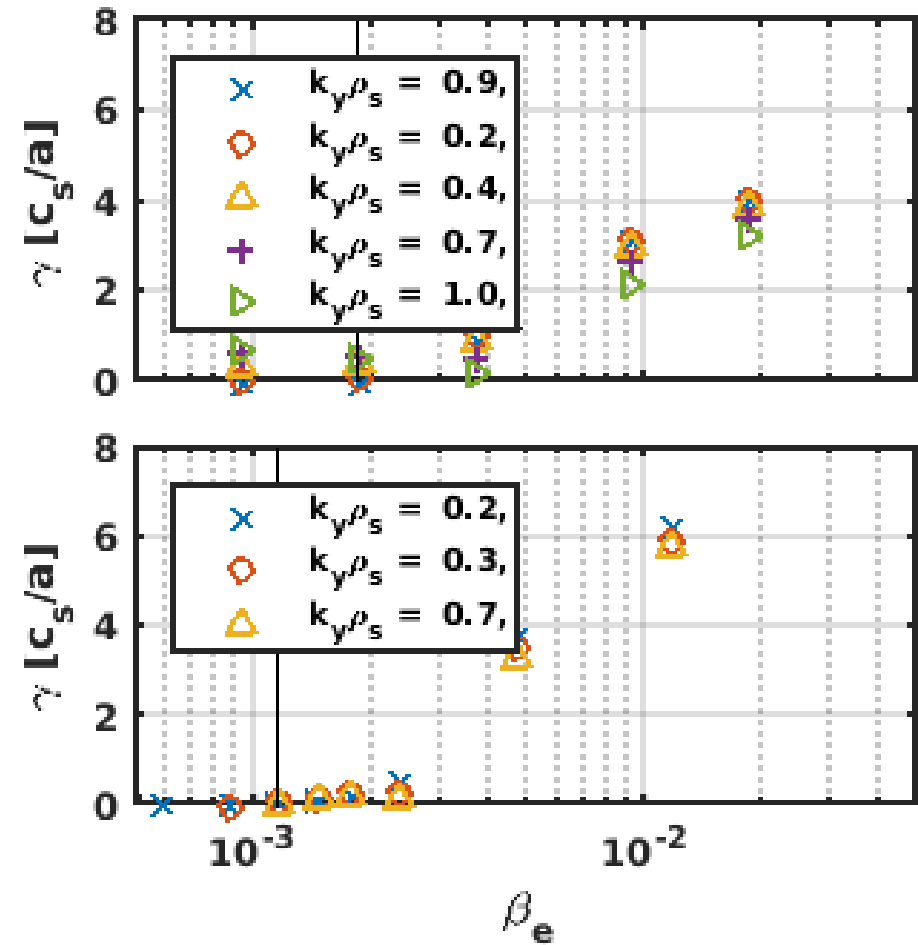 8
6
4
2
0
γ [c_s/a]
k_yρ_s = 0.9,
k_yρ_s = 0.2,
k_yρ_s = 0.4,
k_yρ_s = 0.7,
k_yρ_s = 1.0,
8
6
4
2
0
γ [c_s/a]
k_yρ_s = 0.2,
k_yρ_s = 0.3,
k_yρ_s = 0.7,
10^-3
10^-2
β_e